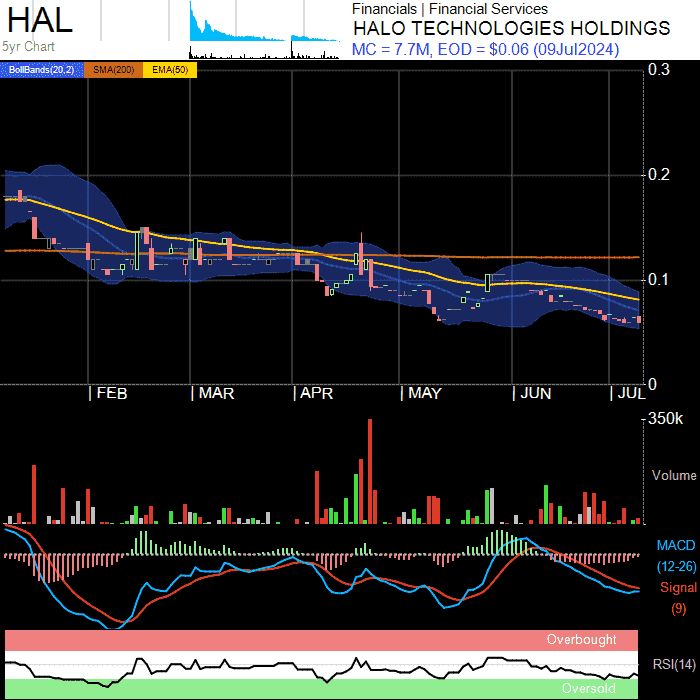 HAL
5yr Chart
Financials | Financial Services
HALO TECHNOLOGIES HOLDINGS
MC = 7.7M, EOD = $0.06 (09Jul2024)
BollBands(20,2) SMA(200) EMA(50)
0.3
0.2
0.1
0
| FEB | MAR | APR | MAY | JUN | JUL
350k
Volume
MACD
(12-26)
Signal
(9)
Overbought
RSI(14)
Oversold